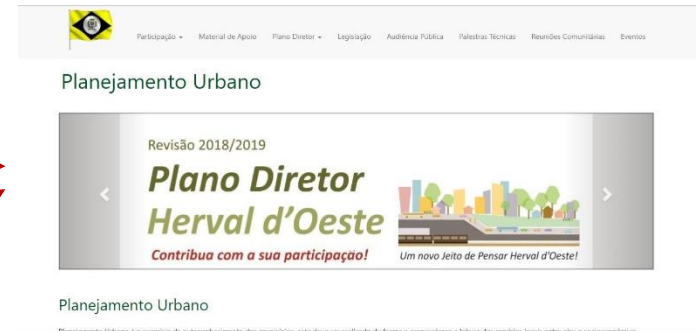 Participação Material de Apoio Plano Diretor Legislação Audiência Pública Palestras Técnicas Reuniões Comunitárias Eventos
Planejamento Urbano
Revisão 2018/2019
Plano Diretor
Herval d'Oeste
Contribua com a sua participação!
Um novo Jeito de Pensar Herval d'Oeste!
Planejamento Urbano